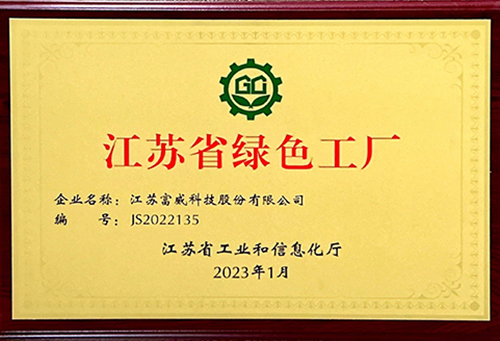 GC
江苏省绿色工厂
企业名称：江苏富威科技股份有限公司
编　　号：JS2022135
江苏省工业和信息化厅
2023年1月